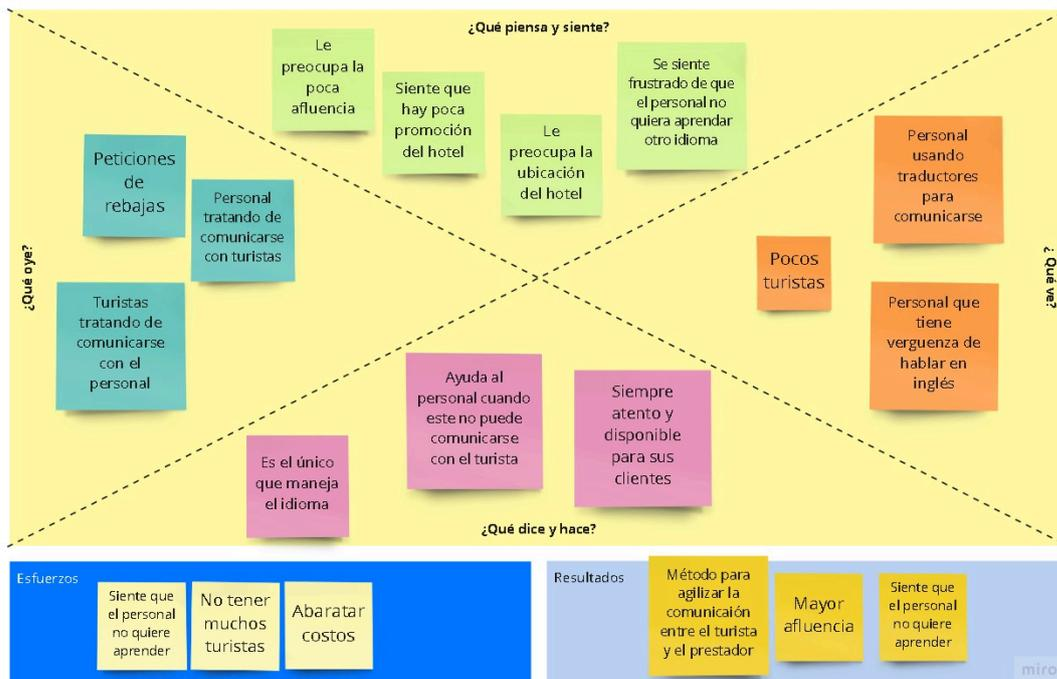 ¿Qué piensa y siente?
Le
preocupa la
poca
afluencia
Siente que
hay poca
promoción
del hotel
Le
preocupa la
ubicación
del hotel
Se siente
frustrado de que
el personal no
quiera aprendar
otro idioma
¿Qué oye?
Peticiones
de
rebajas
Personal
tratando de
comunicarse
con turistas
Turistas
tratando de
comunicarse
con el
personal
¿ Qué ve?
Personal
usando
traductores
para
comunicarse
Pocos
turistas
Personal que
tiene
verguenza de
hablar en
inglés
Es el único
que maneja
el idioma
Ayuda al
personal cuando
este no puede
comunicarse
con el turista
Siempre
atento y
disponible
para sus
clientes
¿Qué dice y hace?
Esfuerzos
Siente que
el personal
no quiere
aprender
No tener
muchos
turistas
Abaratar
costos
Resultados
Método para
agilizar la
comunicaión
entre el turista
y el prestador
Mayor
afluencia
Siente que
el personal
no quiere
aprender
miro